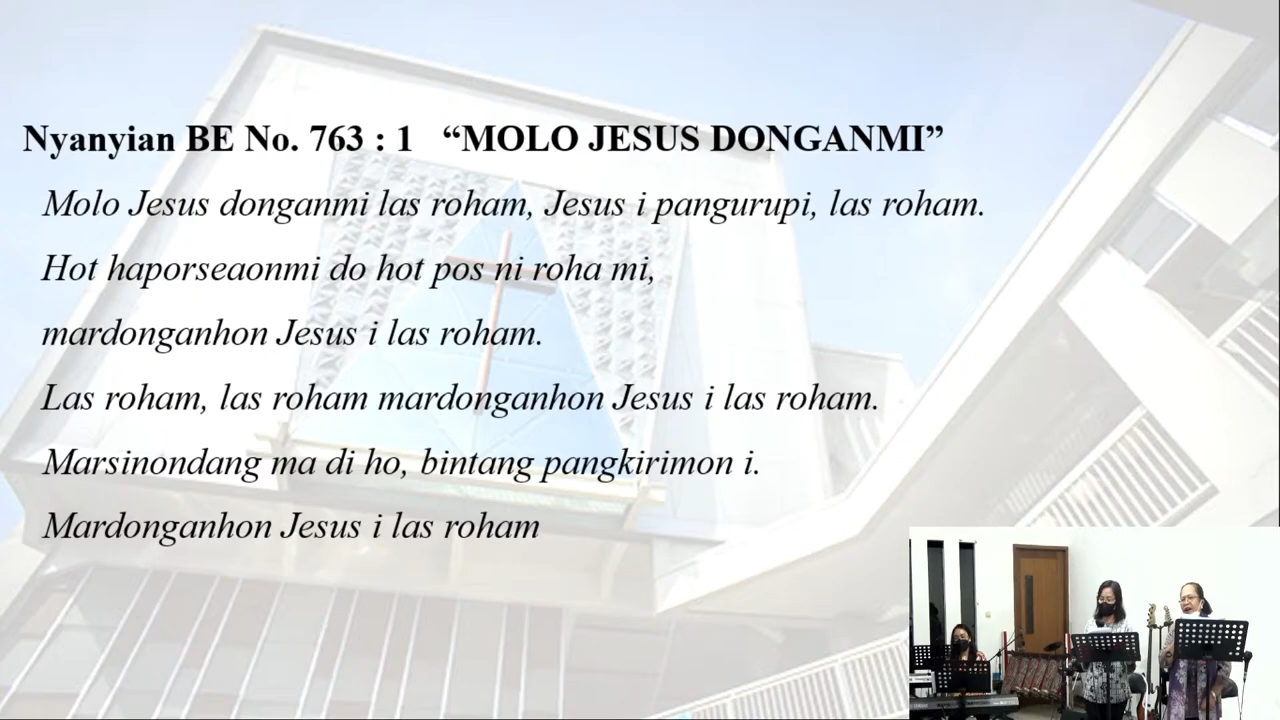 Nyanyian BE No. 763 : 1 “MOLO JESUS DONGANMI”
Molo Jesus donganmi las roham, Jesus i pangurupi, las roham.
Hot haporseaonmi do hot pos ni roha mi,
mardonganhon Jesus i las roham.
Las roham, las roham mardonganhon Jesus i las roham.
Marsinondang ma di ho, bintang pangkirimon i.
Mardonganhon Jesus i las roham